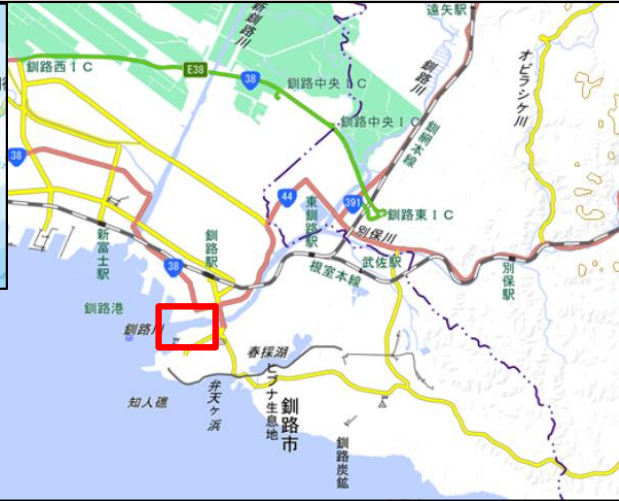 遠矢駅
新釧路川
釧路川
オビラシケ川
釧路西IC
E38
38
釧路中央IC
釧路中央IC
釧網本線
38
44
東釧路駅
391
釧路東IC
別保川
新富士駅
釧路駅
38
根室本線
武佐駅
別保駅
釧路港
釧路川
春採湖
ヒブナ生息地
知人礁
弁天ヶ浜
釧路市
釧路炭鉱